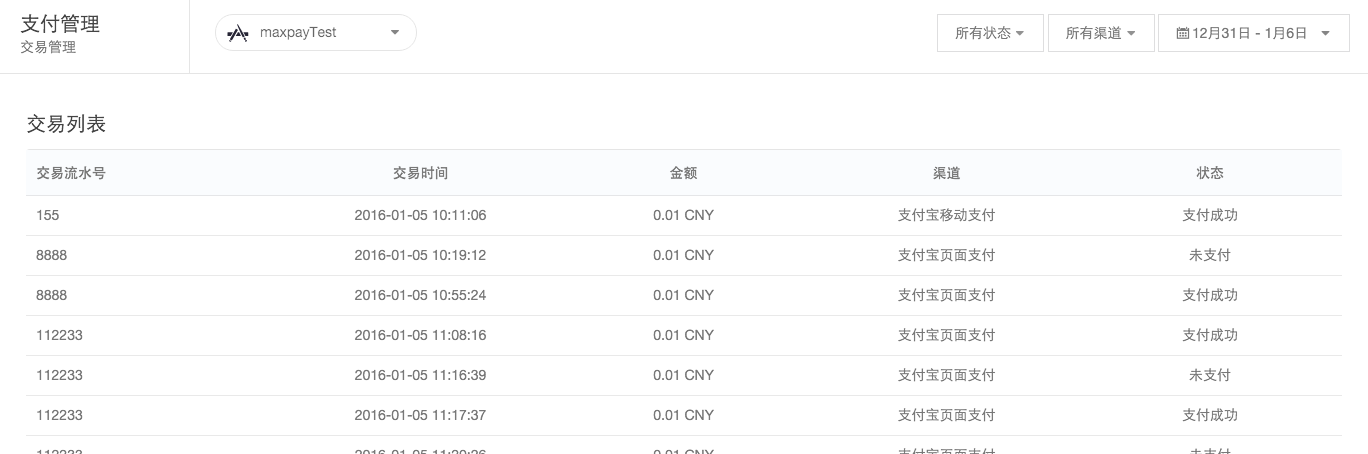 支付管理
交易管理
maxpayTest
所有状态
所有渠道
12月31日 - 1月6日
交易列表
交易流水号 交易时间 金额 渠道 状态
155 2016-01-05 10:11:06 0.01 CNY 支付宝移动支付 支付成功
8888 2016-01-05 10:19:12 0.01 CNY 支付宝页面支付 未支付
8888 2016-01-05 10:55:24 0.01 CNY 支付宝页面支付 支付成功
112233 2016-01-05 11:08:16 0.01 CNY 支付宝页面支付 支付成功
112233 2016-01-05 11:16:39 0.01 CNY 支付宝页面支付 未支付
112233 2016-01-05 11:17:37 0.01 CNY 支付宝页面支付 支付成功